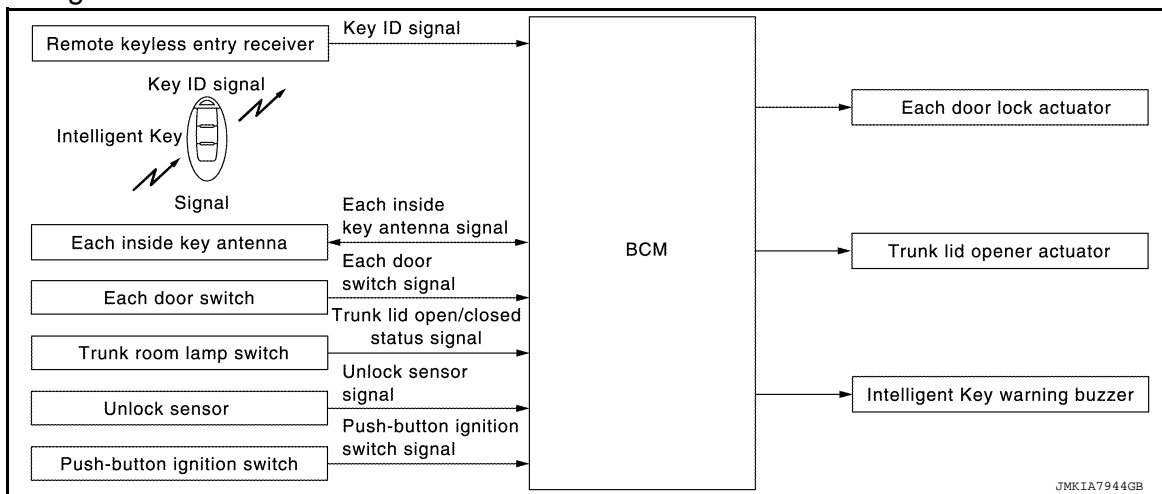 Remote keyless entry receiver
Key ID signal
Key ID signal
Intelligent Key
Signal
Each inside key antenna
Each inside
key antenna signal
Each door switch
Each door
switch signal
Trunk room lamp switch
Trunk lid open/closed
status signal
Unlock sensor
Unlock sensor
signal
Push-button ignition switch
Push-button ignition
switch signal
BCM
Each door lock actuator
Trunk lid opener actuator
Intelligent Key warning buzzer
JMKIA7944GB